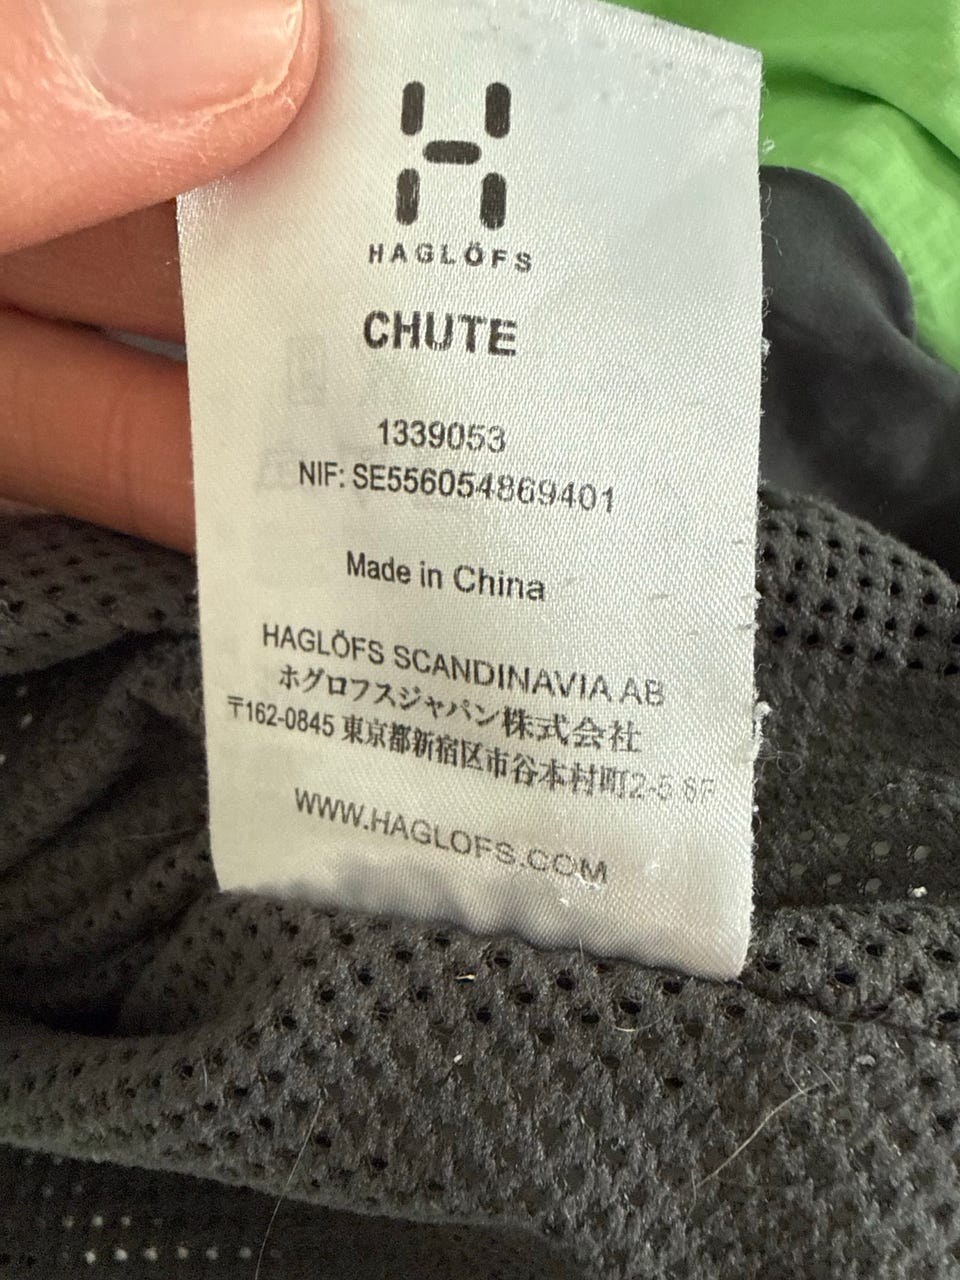 HAGLÖFS
CHUTE
1339053
NIF: SE556054869401
Made in China
HAGLÖFS SCANDINAVIA AB
ホグロフスジャパン株式会社
〒162-0845 東京都新宿区市谷本村町2-5
WWW.HAGLOFS.COM